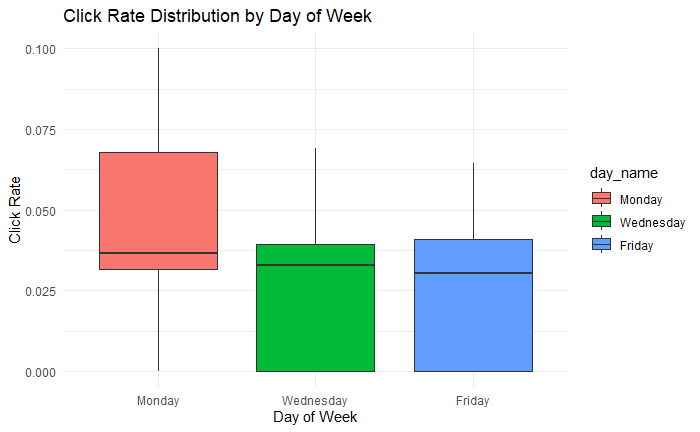 Click Rate Distribution by Day of Week
Click Rate
0.100
0.075
0.050
0.025
0.000
Monday
Wednesday
Friday
Day of Week
day_name
Monday
Wednesday
Friday